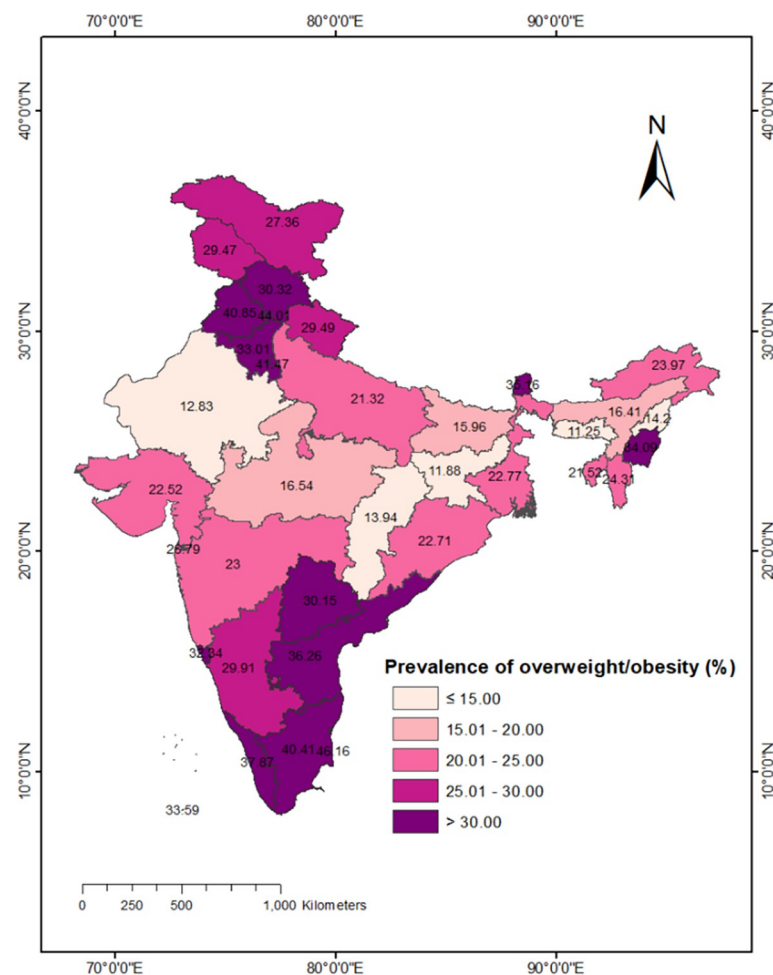 70°0'0"E 80°0'0"E 90°0'0"E
40°0'0"N 40°0'0"N
N
27.36
29.47
30.32
40.85 44.01
30°0'0"N 29.49 30°0'0"N
33.01
41.47
23.97
12.83 21.32 15.96 16.41 14.2
11.25
34.09
11.88
22.52 16.54 22.77 21.52 24.31
13.94
22.71
20°0'0"N 23 20°0'0"N
30.15
36.26
29.91
Prevalence of overweight/obesity (%)
≤ 15.00
15.01 - 20.00
20.01 - 25.00
25.01 - 30.00
> 30.00
40.41 46.16
10°0'0"N 37.87 10°0'0"N
33.59
0 250 500 1,000 Kilometers
70°0'0"E 80°0'0"E 90°0'0"E